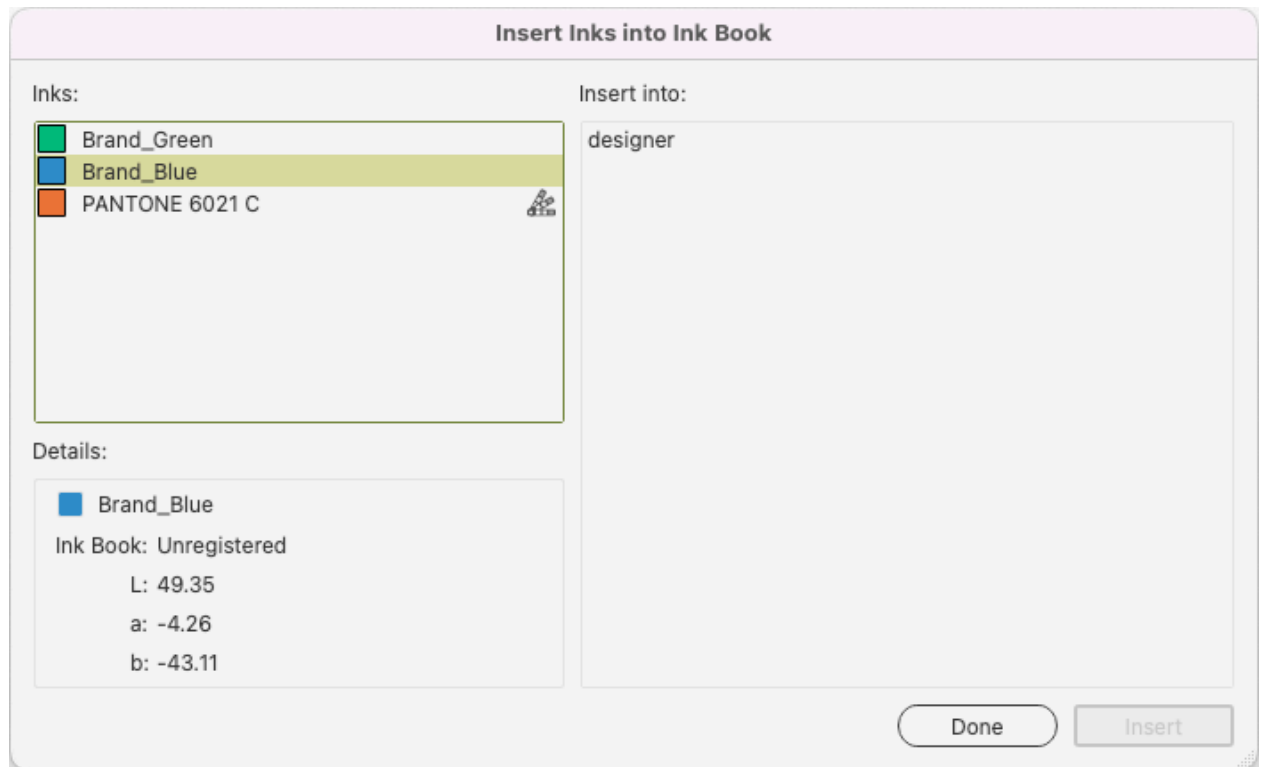 Insert Inks into Ink Book
Inks:
Brand_Green
Brand_Blue
PANTONE 6021 C
Details:
Brand_Blue
Ink Book: Unregistered
L: 49.35
a: -4.26
b: -43.11
Insert into:
designer
Done
Insert